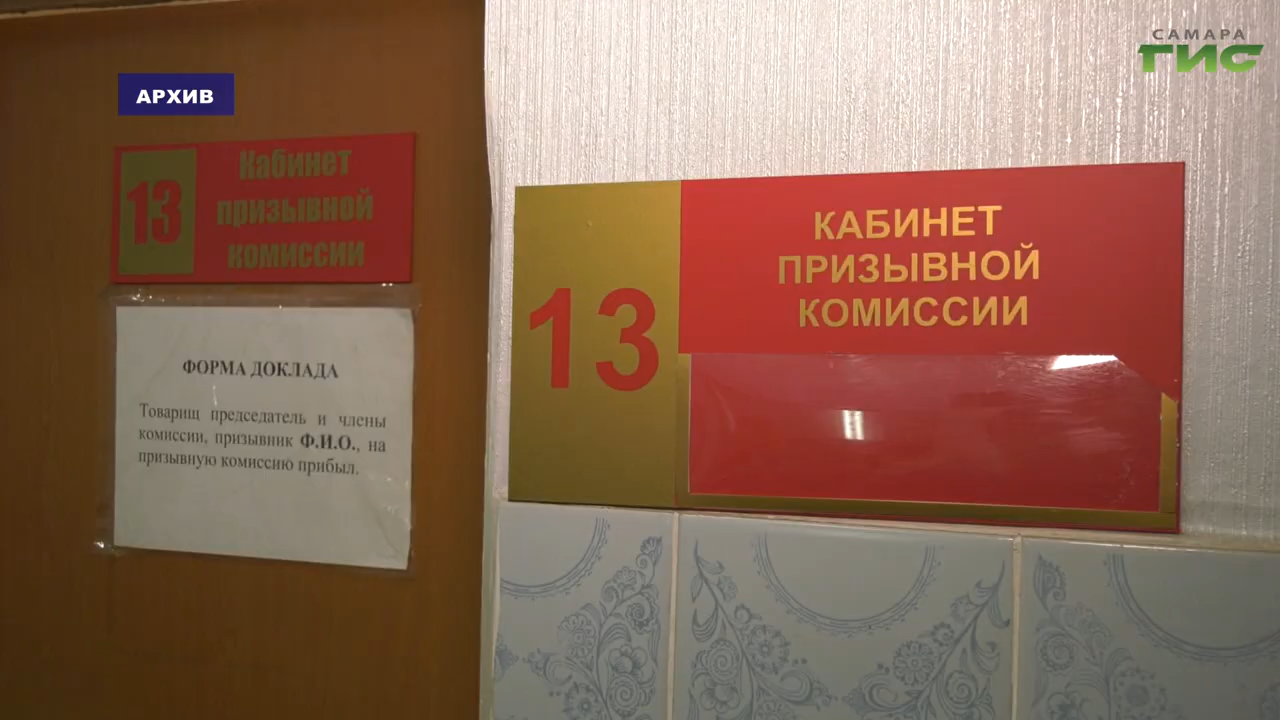 САМАРА
ГИС
АРХИВ
13
Кабинет
призывной
комиссии
ФОРМА ДОКЛАДА
Товарищ председатель и члены
комиссии, призывник Ф.И.О., на
призывную комиссию прибыл.
13
КАБИНЕТ
ПРИЗЫВНОЙ
КОМИССИИ